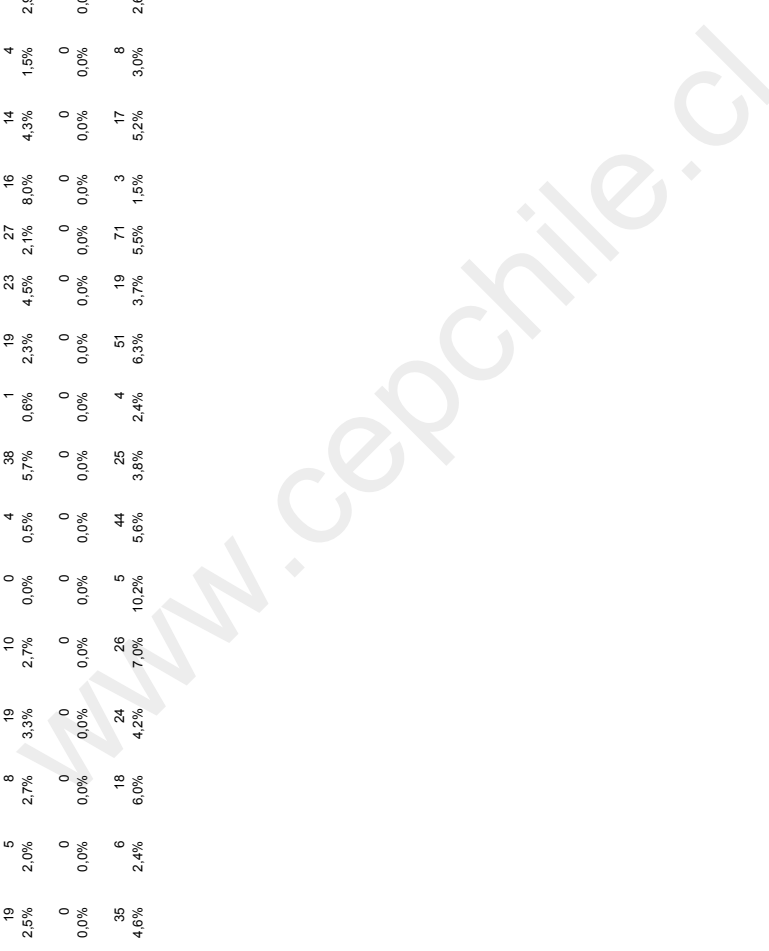 19 5 8 19 10 0 4 38 1 19 23 27 16 14 4
2,5% 2,0% 2,7% 3,3% 2,7% 0,0% 0,5% 5,7% 0,6% 2,3% 4,5% 2,1% 8,0% 4,3% 1,5%
0 0 0 0 0 0 0 0 0 0 0 0 0 0 0
0,0% 0,0% 0,0% 0,0% 0,0% 0,0% 0,0% 0,0% 0,0% 0,0% 0,0% 0,0% 0,0% 0,0% 0,0%
35 6 18 24 26 5 44 25 4 51 19 71 3 17 8
4,6% 2,4% 6,0% 4,2% 7,0% 10,2% 5,6% 3,8% 2,4% 6,3% 3,7% 5,5% 1,5% 5,2% 3,0%
www.cepchile.cl